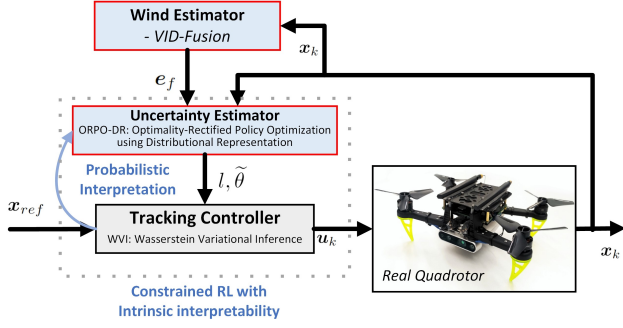 Wind Estimator
- VID-Fusion
x_k
e_f
Uncertainty Estimator
ORPO-DR: Optimality-Rectified Policy Optimization
using Distributional Representation
Probabilistic
Interpretation
l, θ̃
x_ref
Tracking Controller
WVI: Wasserstein Variational Inference
u_k
Real Quadrotor
x_k
Constrained RL with
Intrinsic interpretability